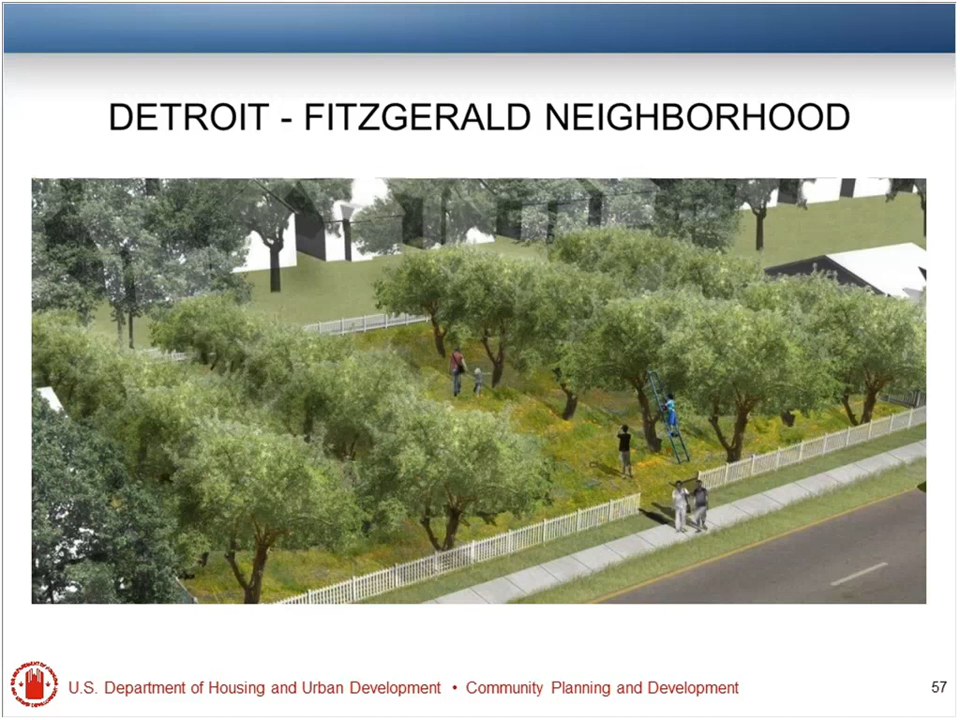 DETROIT - FITZGERALD NEIGHBORHOOD
U.S. Department of Housing and Urban Development • Community Planning and Development
57